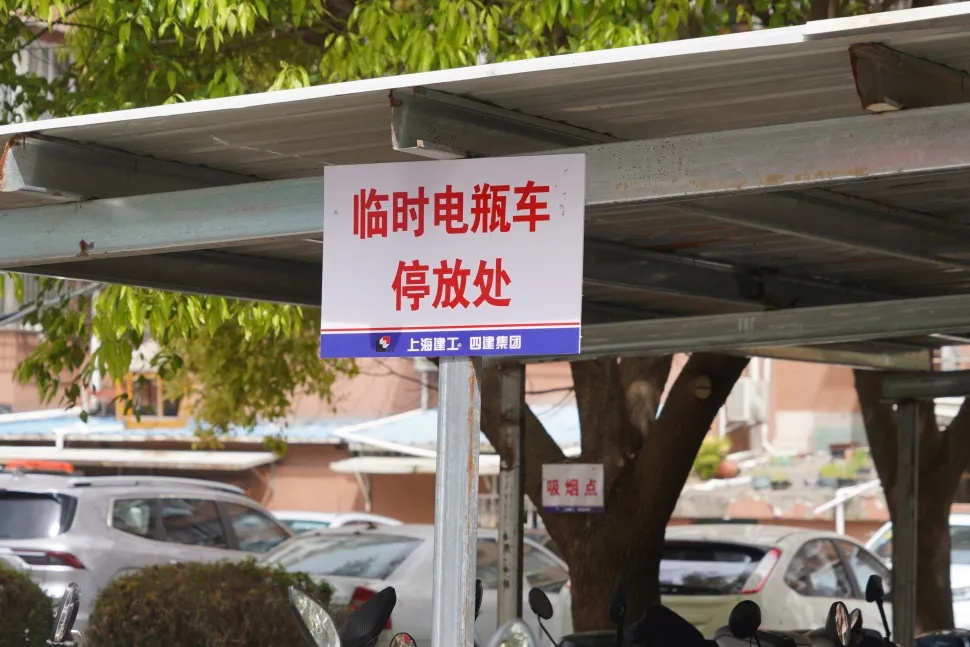 临时电瓶车
停放处
上海建工 四建集团
吸烟点